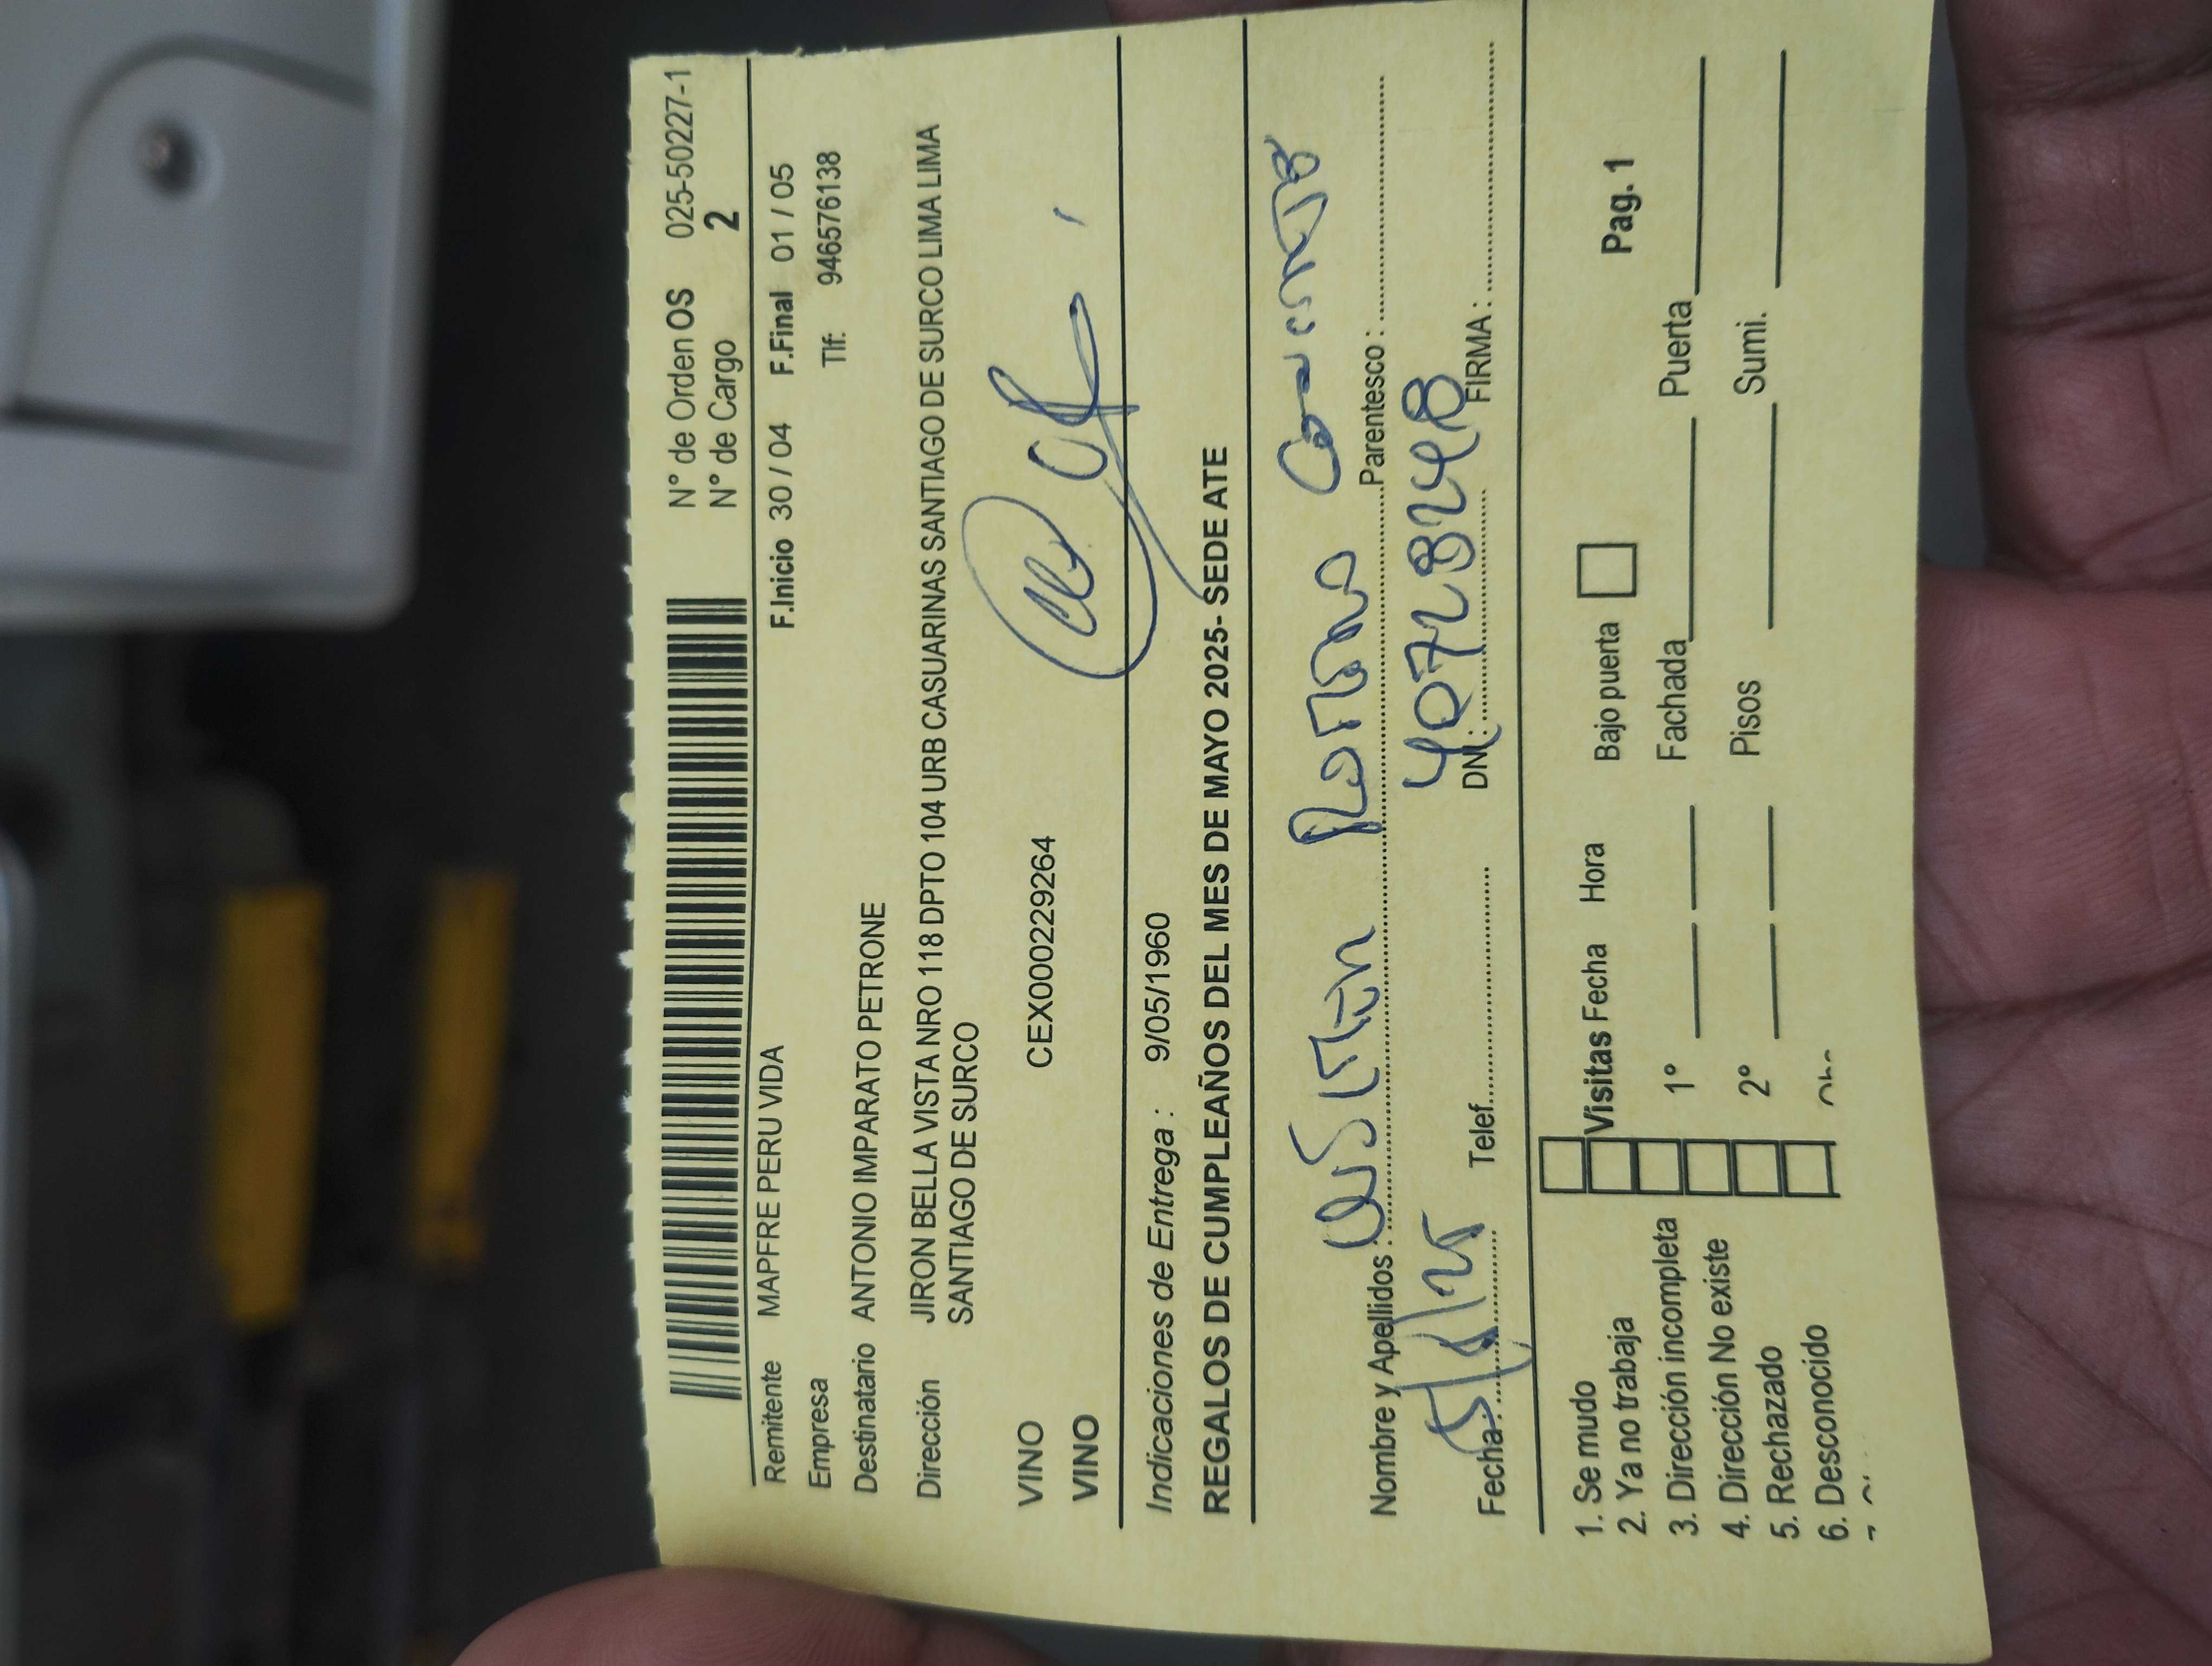 N° de Orden OS 025-50227-1
N° de Cargo 2
Remitente MAPFRE PERU VIDA F.Inicio 30 / 04 F.Final 01 / 05
Empresa Tlf: 946576138
Destinatario ANTONIO IMPARATO PETRONE
Dirección JIRON BELLA VISTA NRO 118 DPTO 104 URB CASUARINAS SANTIAGO DE SURCO LIMA LIMA
SANTIAGO DE SURCO
VINO CEX000229264
VINO
Indicaciones de Entrega : 9/05/1960
REGALOS DE CUMPLEAÑOS DEL MES DE MAYO 2025- SEDE ATE
Nombre y Apellidos : Parentesco :
Fecha: Telef. DNI: 40728248 FIRMA :
1. Se mudo
2. Ya no trabaja Visitas Fecha Hora Bajo puerta Pag. 1
3. Dirección incompleta 1° Fachada Puerta
4. Dirección No existe
5. Rechazado 2° Pisos Sumi.
6. Desconocido